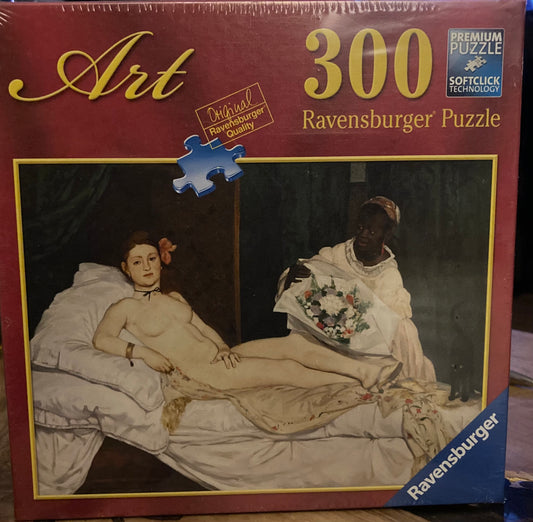 Art
300
Ravensburger® Puzzle
PREMIUM
PUZZLE
SOFTCLICK
TECHNOLOGY
Original
Ravensburger
Quality
Ravensburger